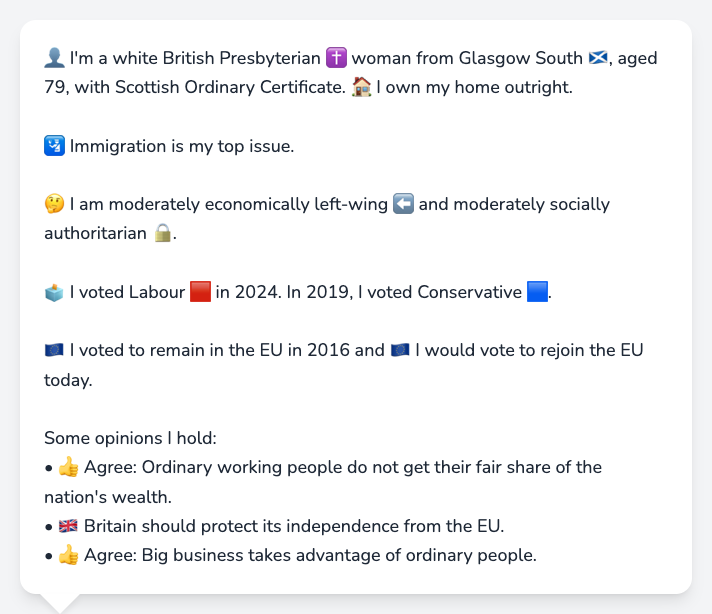 👤 I'm a white British Presbyterian ✝️ woman from Glasgow South 🏴󠁧󠁢󠁳󠁣󠁴󠁿, aged
79, with Scottish Ordinary Certificate. 🏠 I own my home outright.
🛂 Immigration is my top issue.
🤔 I am moderately economically left-wing ⬅️ and moderately socially
authoritarian 🔒.
🗳️ I voted Labour 🟥 in 2024. In 2019, I voted Conservative 🟦.
🇪🇺 I voted to remain in the EU in 2016 and 🇪🇺 I would vote to rejoin the EU
today.
Some opinions I hold:
• 👍 Agree: Ordinary working people do not get their fair share of the
nation's wealth.
• 🇬🇧 Britain should protect its independence from the EU.
• 👍 Agree: Big business takes advantage of ordinary people.